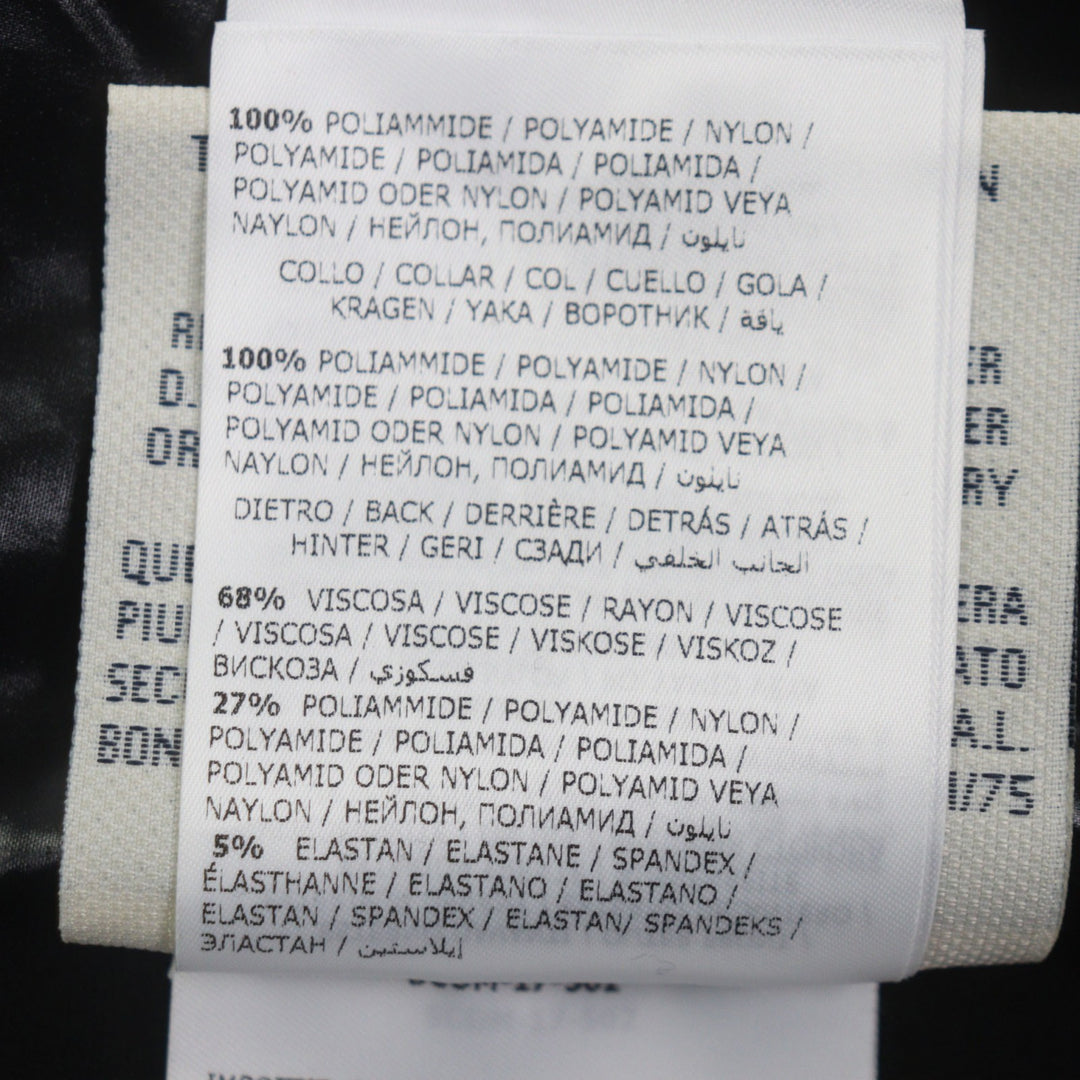 100% POLIAMMIDE / POLYAMIDE / NYLON /
POLYAMIDE / POLIAMIDA / POLIAMIDA /
POLYAMID ODER NYLON / POLYAMID VEYA
NAYLON / НЕЙЛОН, ПОЛИАМИД / نايلون
COLLO / COLLAR / COL / CUELLO / GOLA /
KRAGEN / YAKA / ВОРОТНИК / ياقة
100% POLIAMMIDE / POLYAMIDE / NYLON /
POLYAMIDE / POLIAMIDA / POLIAMIDA /
POLYAMID ODER NYLON / POLYAMID VEYA
NAYLON / НЕЙЛОН, ПОЛИАМИД / نايلون
DIETRO / BACK / DERRIÈRE / DETRÁS / ATRÁS /
HINTER / GERI / СЗАДИ / الجانب الخلفي
68% VISCOSA / VISCOSE / RAYON / VISCOSE
/ VISCOSA / VISCOSE / VISKOSE / VISKOZ /
ВИСКОЗА / فسكوزي
27% POLIAMMIDE / POLYAMIDE / NYLON /
POLYAMIDE / POLIAMIDA / POLIAMIDA /
POLYAMID ODER NYLON / POLYAMID VEYA
NAYLON / НЕЙЛОН, ПОЛИАМИД / نايلون
5% ELASTAN / ELASTANE / SPANDEX /
ÉLASTHANNE / ELASTANO / ELASTANO /
ELASTAN / SPANDEX / ELASTAN/ SPANDEKS /
ЭЛАСТАН / إيلاستين